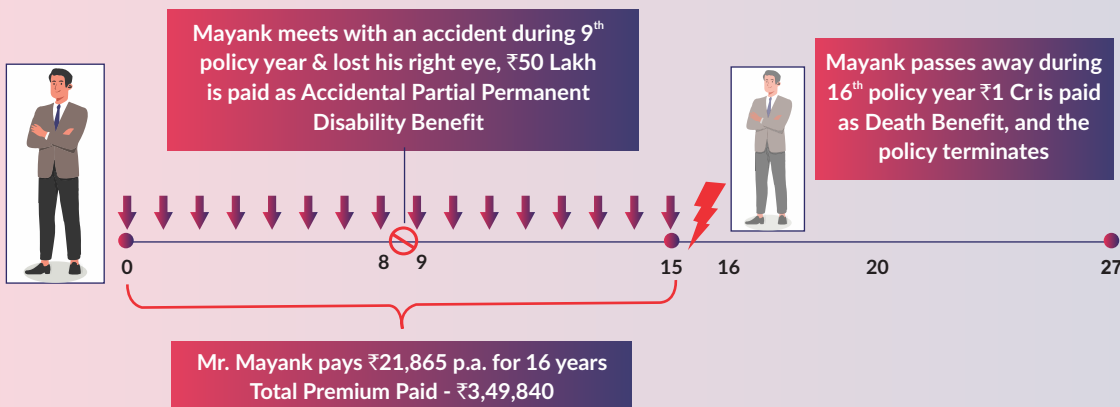 Mayank meets with an accident during 9th
policy year & lost his right eye, ₹50 Lakh
is paid as Accidental Partial Permanent
Disability Benefit
Mayank passes away during
16th policy year ₹1 Cr is paid
as Death Benefit, and the
policy terminates
0 8 9 15 16 20 27
Mr. Mayank pays ₹21,865 p.a. for 16 years
Total Premium Paid - ₹3,49,840